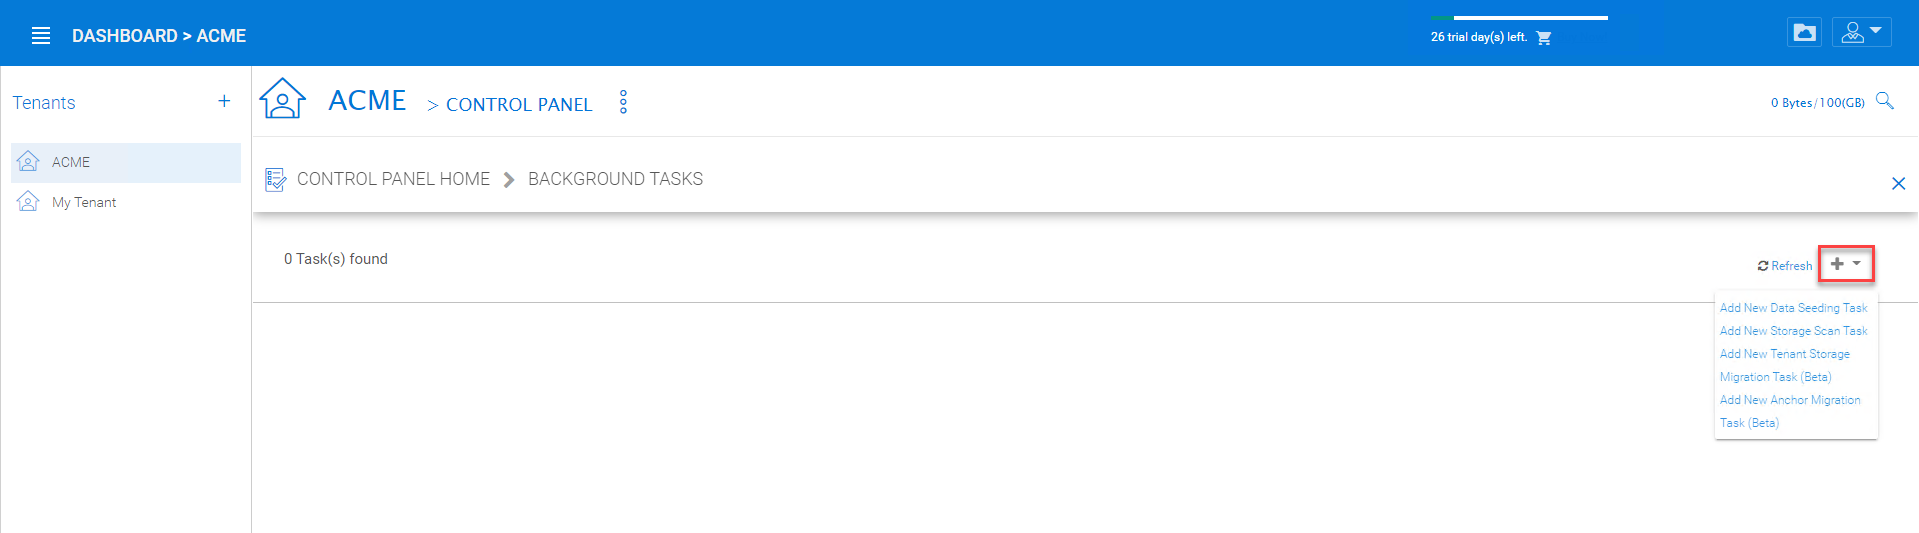 DASHBOARD > ACME
26 trial day(s) left.
Tenants
ACME
My Tenant
ACME > CONTROL PANEL
0 Bytes/100(GB)
CONTROL PANEL HOME
BACKGROUND TASKS
0 Task(s) found
Refresh
Add New Data Seeding Task
Add New Storage Scan Task
Add New Tenant Storage
Migration Task (Beta)
Add New Anchor Migration
Task (Beta)